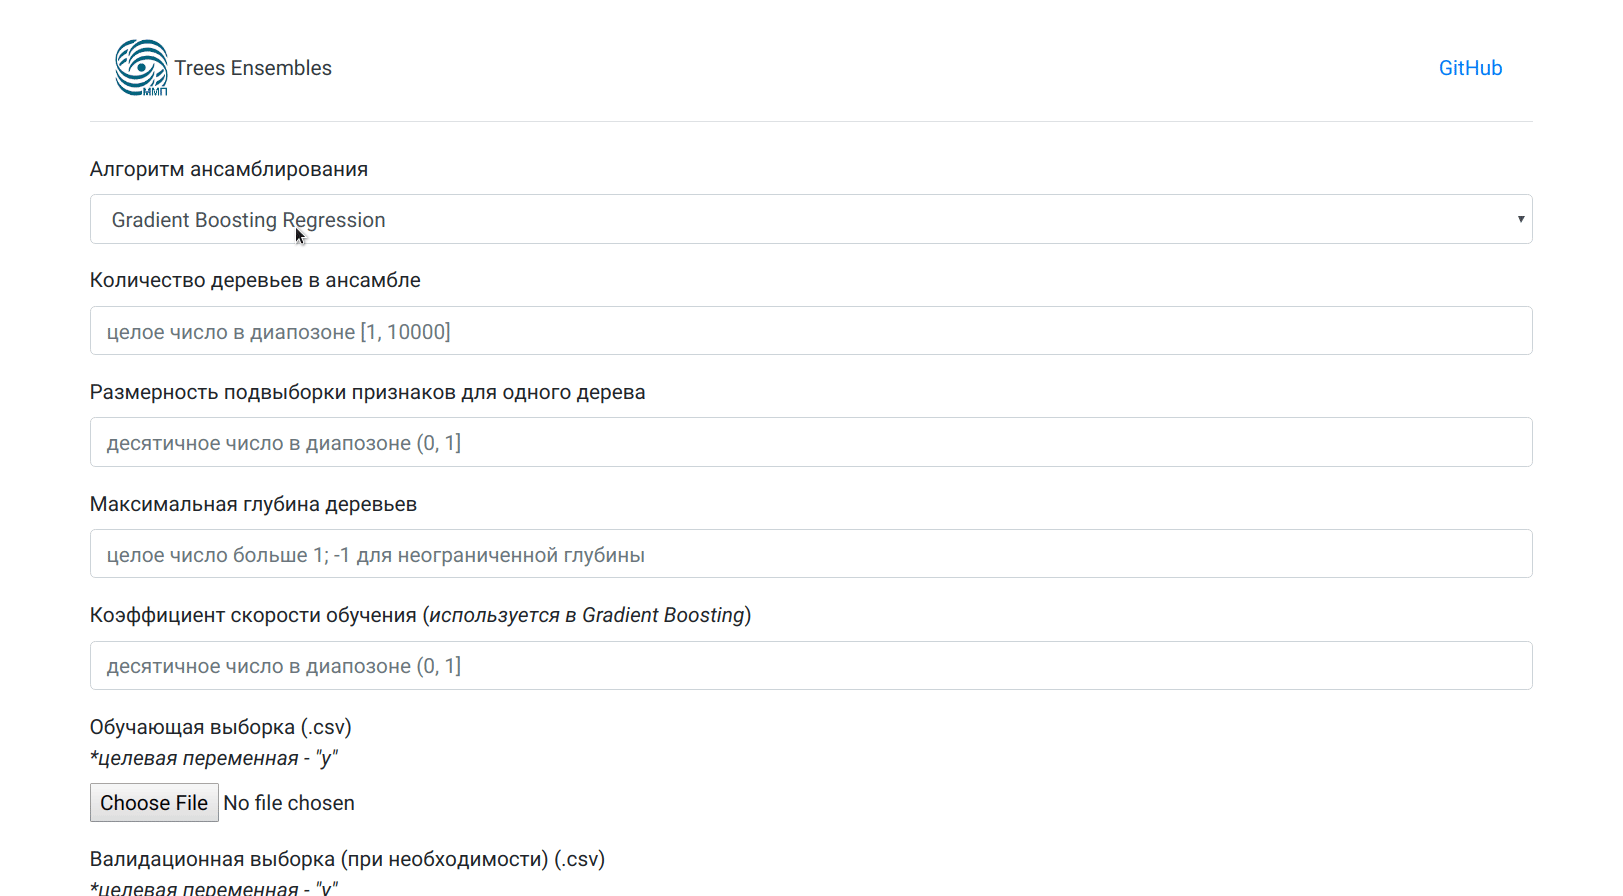 ММП
Trees Ensembles
GitHub
Алгоритм ансамблирования
Gradient Boosting Regression
Количество деревьев в ансамбле
целое число в диапозоне [1, 10000]
Размерность подвыборки признаков для одного дерева
десятичное число в диапозоне (0, 1]
Максимальная глубина деревьев
целое число больше 1; -1 для неограниченной глубины
Коэффициент скорости обучения (используется в Gradient Boosting)
десятичное число в диапозоне (0, 1]
Обучающая выборка (.csv)
*целевая переменная - "y"
Choose File No file chosen
Валидационная выборка (при необходимости) (.csv)
*целевая переменная - "y"